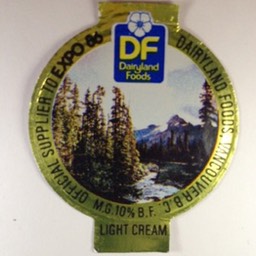 DF
Dairyland
Foods
OFFICIAL SUPPLIER TO EXPO 86
DAIRYLAND FOODS, VANCOUVER B.C.
M.G. 10% B.F.
LIGHT CREAM